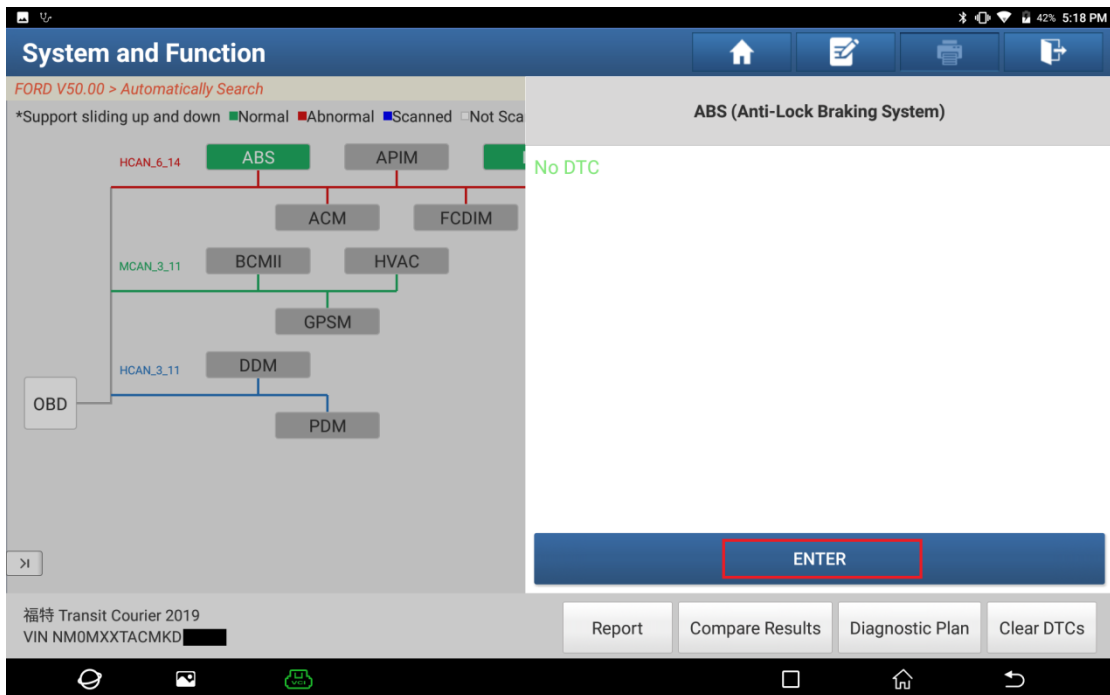 42% 5:18 PM
System and Function
FORD V50.00 > Automatically Search
*Support sliding up and down Normal Abnormal Scanned Not Sca
ABS (Anti-Lock Braking System)
No DTC
HCAN_6_14
ABS
APIM
ACM
FCDIM
MCAN_3_11
BCMII
HVAC
GPSM
HCAN_3_11
DDM
OBD
PDM
ENTER
福特 Transit Courier 2019
VIN NM0MXXTACMKD
Report
Compare Results
Diagnostic Plan
Clear DTCs
VCI